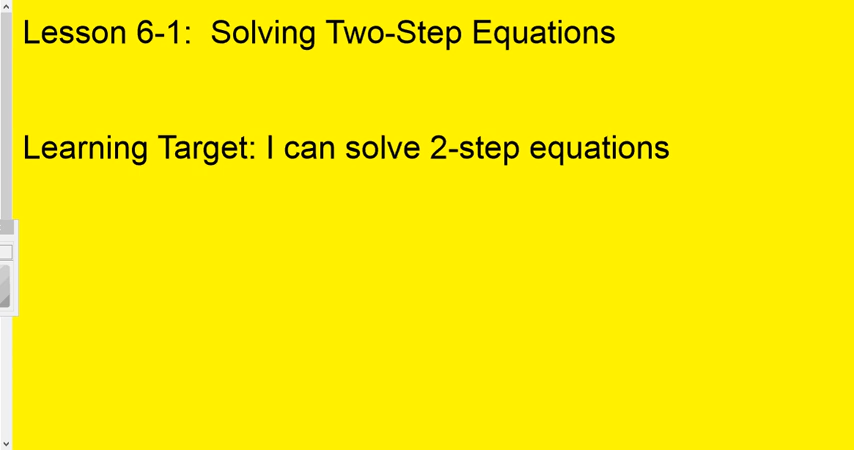 Lesson 6-1:  Solving Two-Step Equations
Learning Target: I can solve 2-step equations